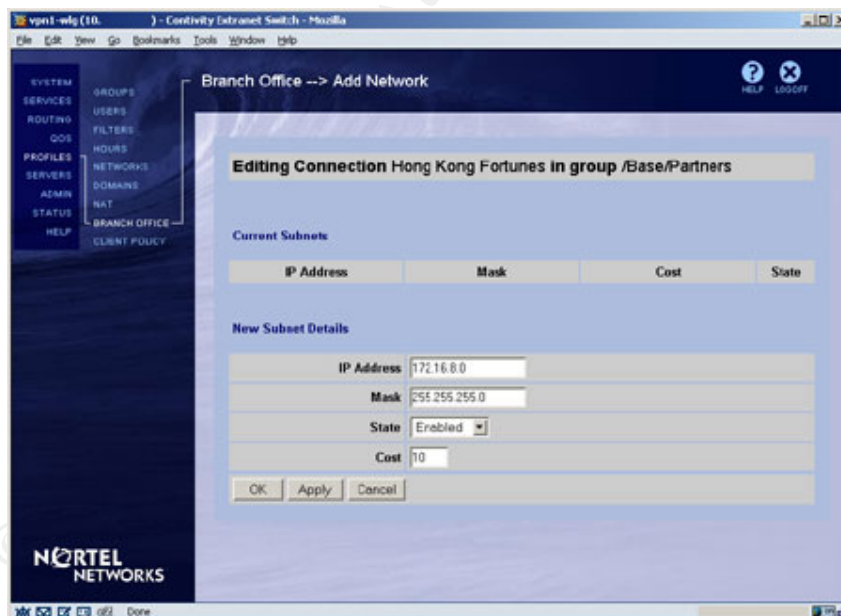 vpn1-wlg (10. ) - Contivity Extranet Switch - Mozilla
File Edit View Go Bookmarks Tools Window Help
Branch Office --> Add Network
HELP LOGOFF
SYSTEM
SERVICES
ROUTING
QOS
PROFILES
SERVERS
ADMIN
STATUS
HELP
GROUPS
USERS
FILTERS
HOURS
NETWORKS
DOMAINS
NAT
BRANCH OFFICE
CLIENT POLICY
Editing Connection Hong Kong Fortunes in group /Base/Partners
Current Subnets
IP Address Mask Cost State
New Subnet Details
IP Address 172.16.8.0
Mask 255.255.255.0
State Enabled
Cost 10
OK Apply Cancel
NORTEL
NETWORKS
Done